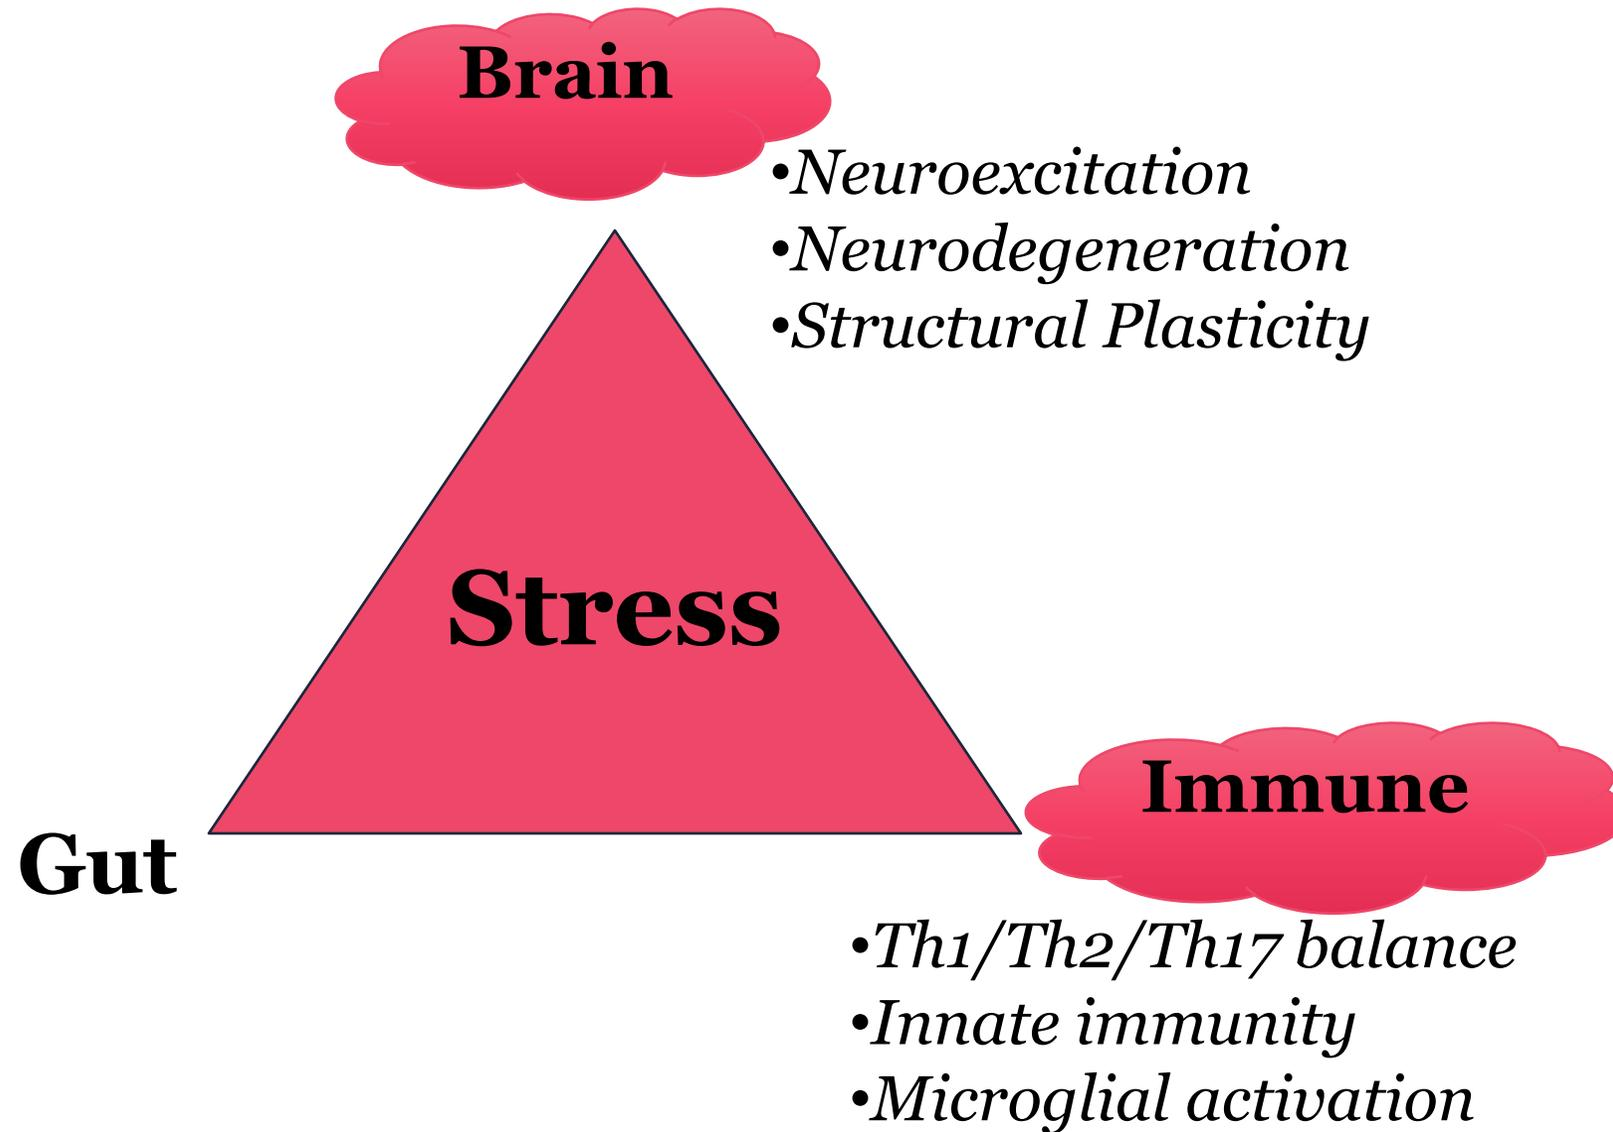 Brain
•Neuroexcitation
•Neurodegeneration
•Structural Plasticity
Stress
Immune
Gut
•Th1/Th2/Th17 balance
•Innate immunity
•Microglial activation